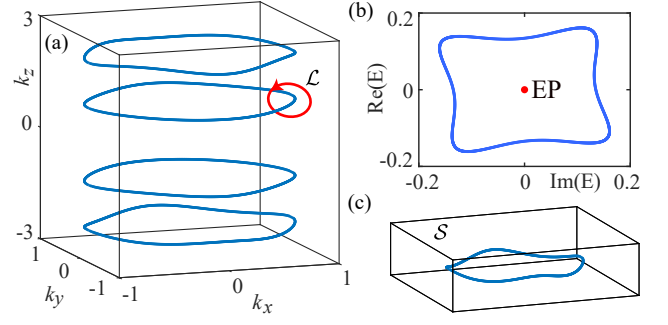 (a)
3
0
-3
k_z
1
0
-1
k_y
-1
0
1
k_x
ℒ
(b)
0.2
0
-0.2
Re(E)
EP
-0.2
0
Im(E)
0.2
(c)
𝒮